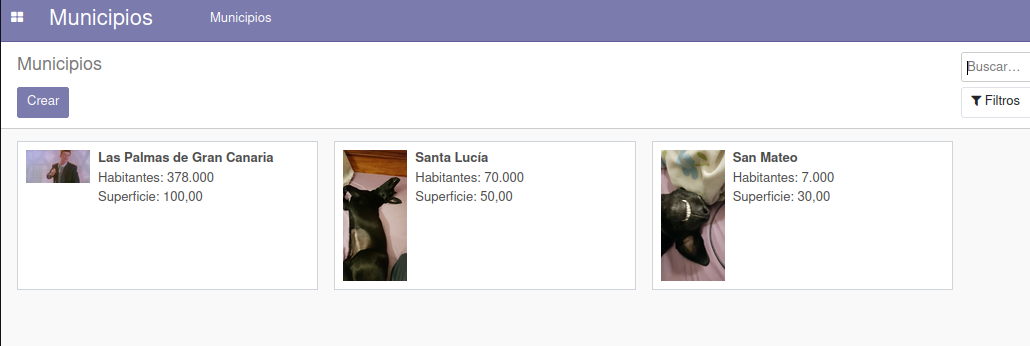 Municipios Municipios
Municipios
Buscar...
Crear
Filtros
Las Palmas de Gran Canaria
Habitantes: 378.000
Superficie: 100,00
Santa Lucía
Habitantes: 70.000
Superficie: 50,00
San Mateo
Habitantes: 7.000
Superficie: 30,00